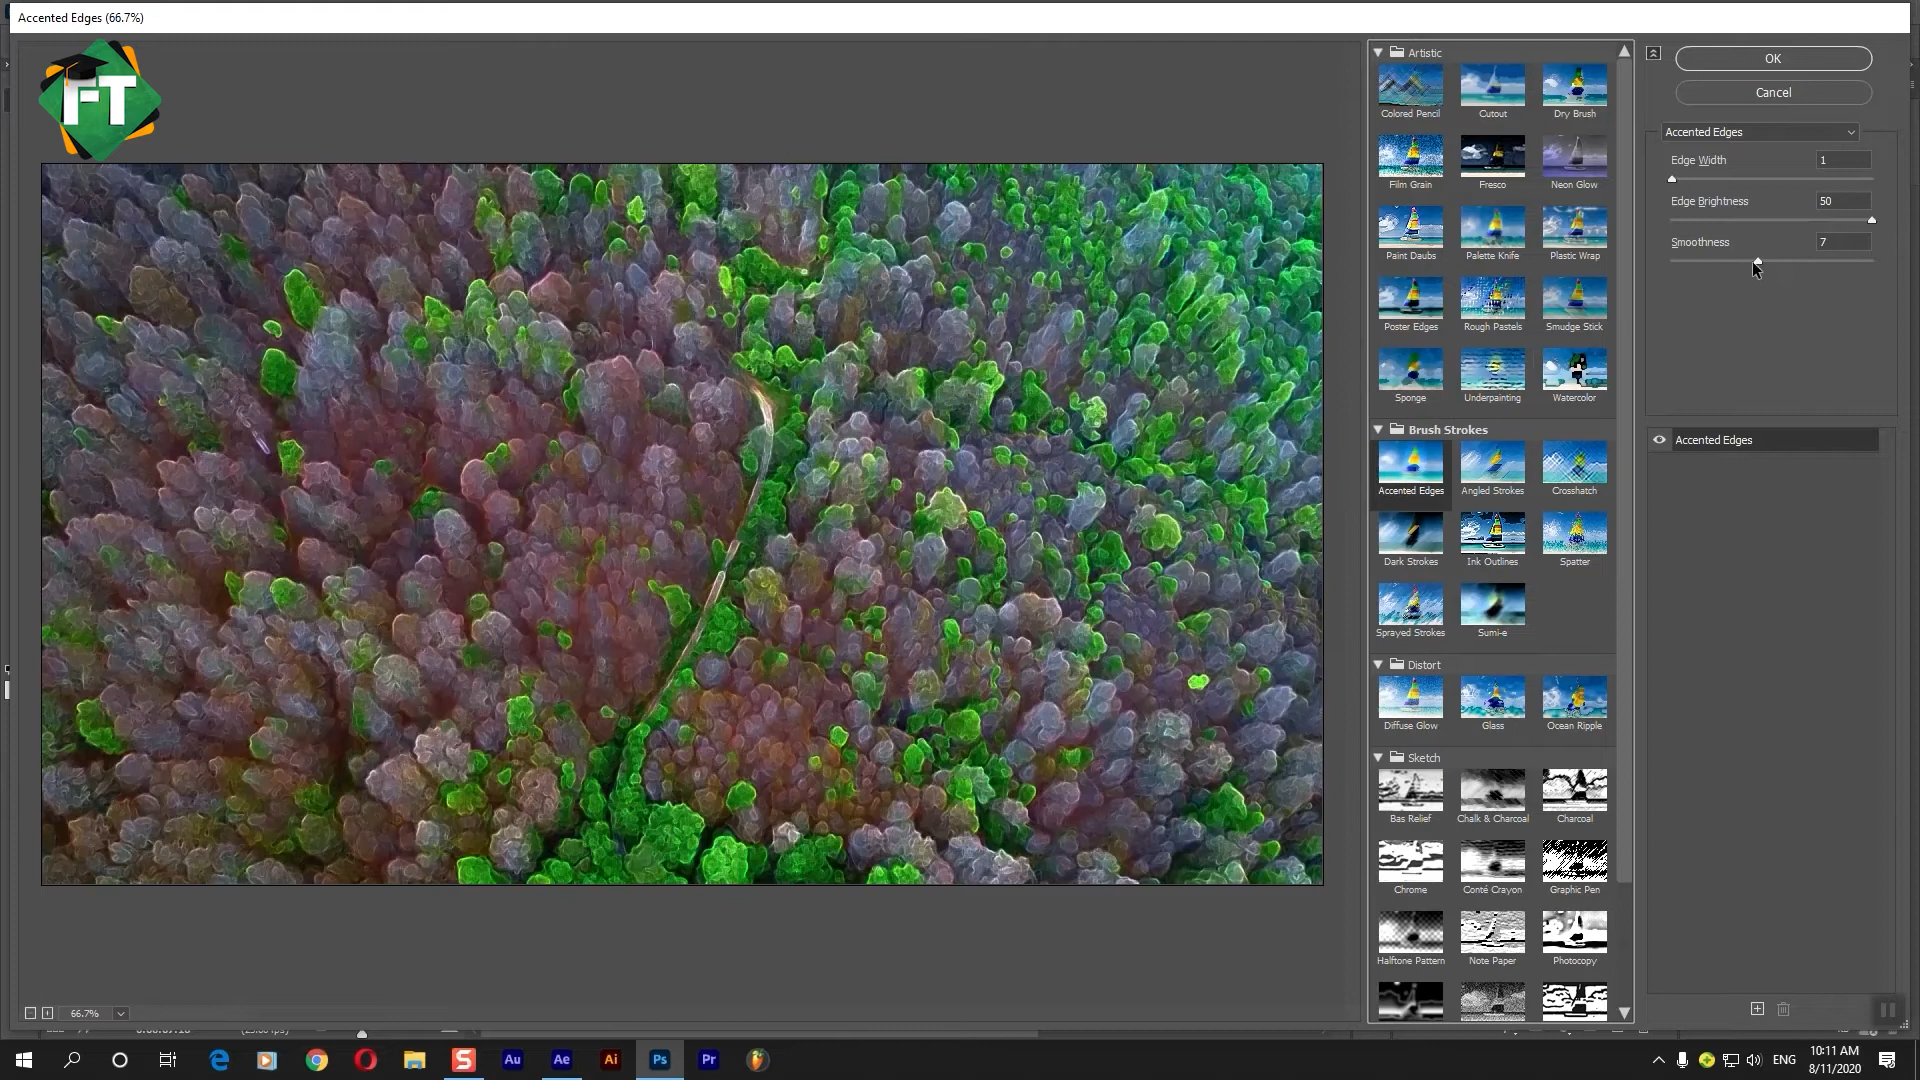 Accented Edges (66.7%)
FT
Artistic
Colored Pencil
Cutout
Dry Brush
Film Grain
Fresco
Neon Glow
Paint Daubs
Palette Knife
Plastic Wrap
Poster Edges
Rough Pastels
Smudge Stick
Sponge
Underpainting
Watercolor
Brush Strokes
Accented Edges
Angled Strokes
Crosshatch
Dark Strokes
Ink Outlines
Spatter
Sprayed Strokes
Sumi-e
Distort
Diffuse Glow
Glass
Ocean Ripple
Sketch
Bas Relief
Chalk & Charcoal
Charcoal
Chrome
Conté Crayon
Graphic Pen
Halftone Pattern
Note Paper
Photocopy
OK
Cancel
Accented Edges
Edge Width 1
Edge Brightness 50
Smoothness 7
Accented Edges
66.7%
S
Au
Ae
Ai
Ps
Pr
ENG
10:11 AM
8/11/2020